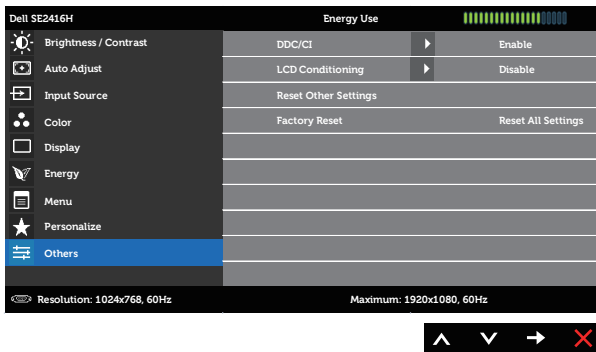 Dell SE2416H Energy Use
Brightness / Contrast
Auto Adjust
Input Source
Color
Display
Energy
Menu
Personalize
Others
DDC/CI Enable
LCD Conditioning Disable
Reset Other Settings
Factory Reset Reset All Settings
Resolution: 1024x768, 60Hz Maximum: 1920x1080, 60Hz